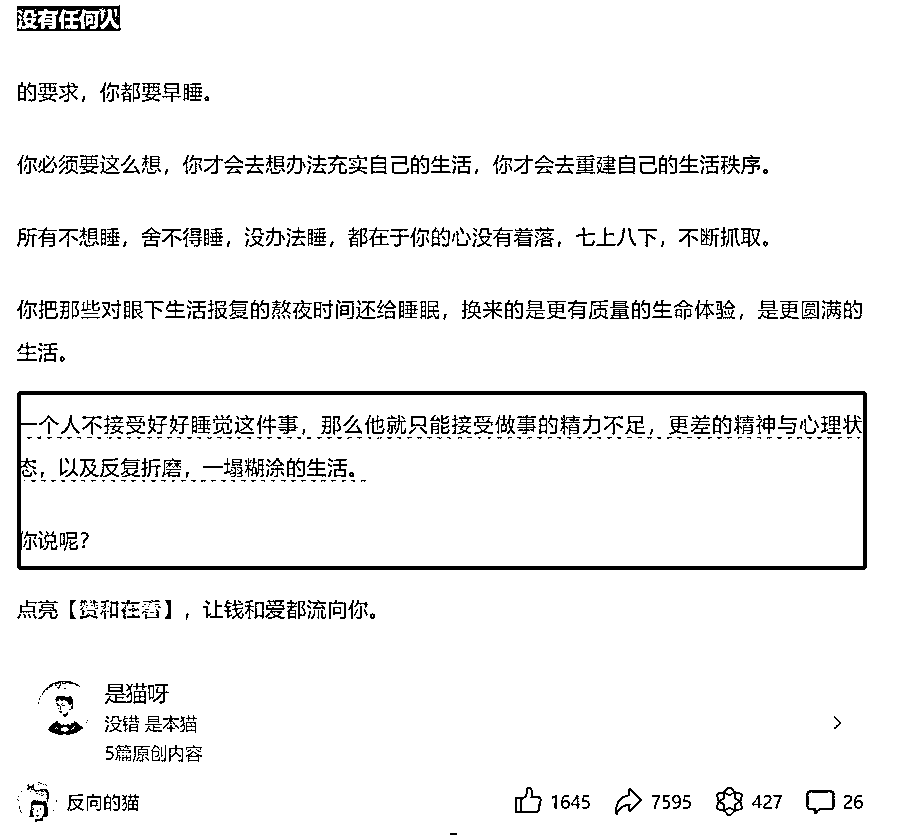 没有任何人
的要求，你都要早睡。
你必须要这么想，你才会去想办法充实自己的生活，你才会去重建自己的生活秩序。
所有不想睡，舍不得睡，没办法睡，都在于你的心没有着落，七上八下，不断抓取。
你把那些对眼下生活报复的熬夜时间还给睡眠，换来的是更有质量的生命体验，是更圆满的
生活。
一个人不接受好好睡觉这件事，那么他就只能接受做事的精力不足，更差的精神与心理状
态，以及反复折磨，一塌糊涂的生活。
你说呢？
点亮【赞和在看】，让钱和爱都流向你。
是猫呀
没错 是本猫
5篇原创内容
反向的猫
1645
7595
427
26